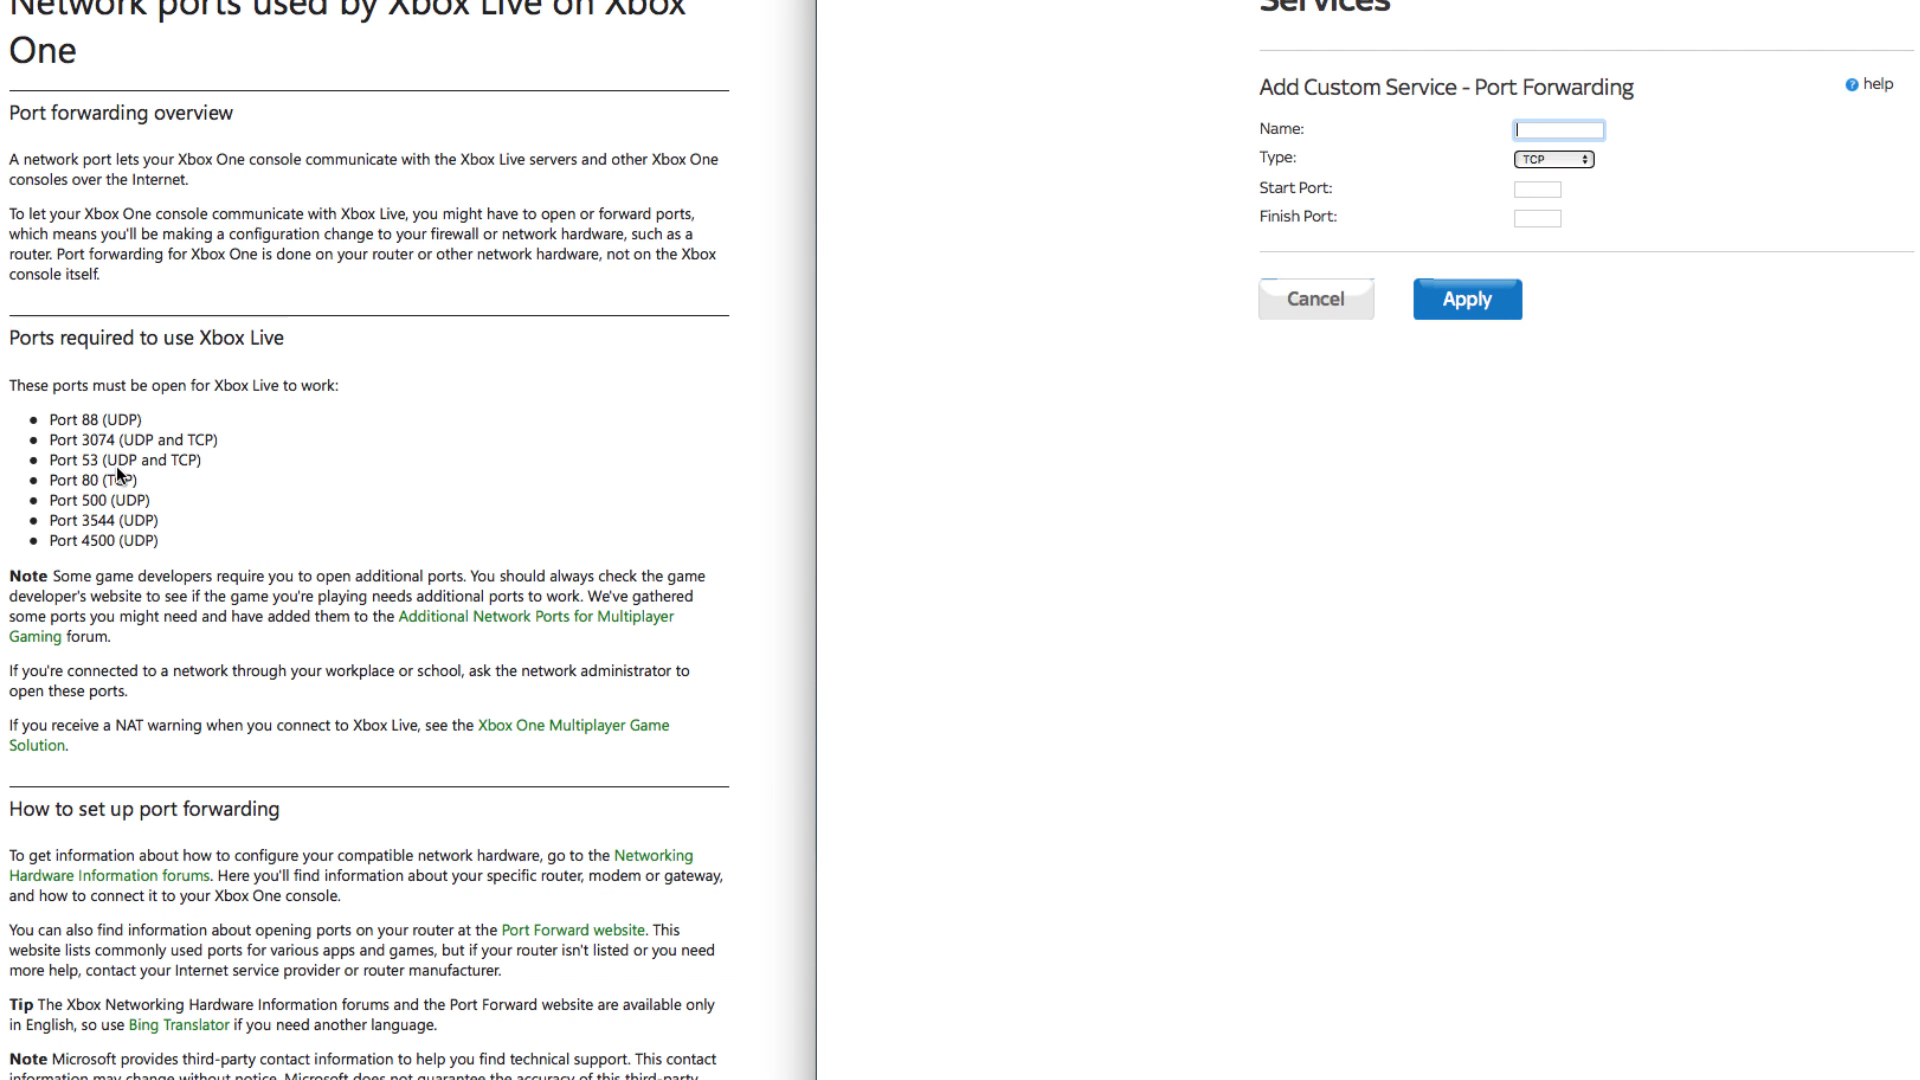 Network ports used by Xbox Live on Xbox
One
Port forwarding overview
A network port lets your Xbox One console communicate with the Xbox Live servers and other Xbox One
consoles over the Internet.
To let your Xbox One console communicate with Xbox Live, you might have to open or forward ports,
which means you'll be making a configuration change to your firewall or network hardware, such as a
router. Port forwarding for Xbox One is done on your router or other network hardware, not on the Xbox
console itself.
Ports required to use Xbox Live
These ports must be open for Xbox Live to work:
● Port 88 (UDP)
● Port 3074 (UDP and TCP)
● Port 53 (UDP and TCP)
● Port 80 (TCP)
● Port 500 (UDP)
● Port 3544 (UDP)
● Port 4500 (UDP)
Note Some game developers require you to open additional ports. You should always check the game
developer's website to see if the game you're playing needs additional ports to work. We've gathered
some ports you might need and have added them to the Additional Network Ports for Multiplayer
Gaming forum.
If you're connected to a network through your workplace or school, ask the network administrator to
open these ports.
If you receive a NAT warning when you connect to Xbox Live, see the Xbox One Multiplayer Game
Solution.
How to set up port forwarding
To get information about how to configure your compatible network hardware, go to the Networking
Hardware Information forums. Here you'll find information about your specific router, modem or gateway,
and how to connect it to your Xbox One console.
You can also find information about opening ports on your router at the Port Forward website. This
website lists commonly used ports for various apps and games, but if your router isn't listed or you need
more help, contact your Internet service provider or router manufacturer.
Tip The Xbox Networking Hardware Information forums and the Port Forward website are available only
in English, so use Bing Translator if you need another language.
Note Microsoft provides third-party contact information to help you find technical support. This contact
information may change without notice. Microsoft does not guarantee the accuracy of this third-party
Services
Add Custom Service - Port Forwarding
? help
Name:
Type: TCP
Start Port:
Finish Port:
Cancel Apply